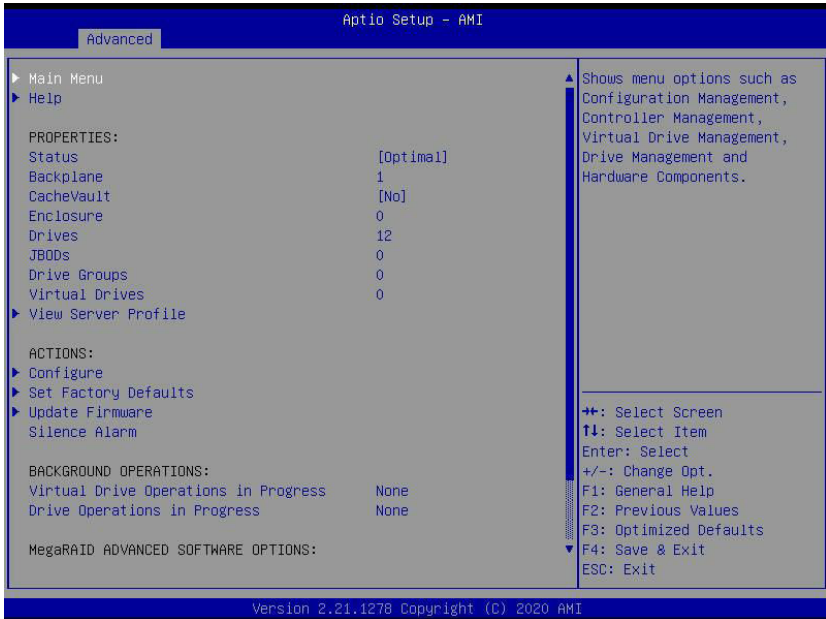 Aptio Setup – AMI
Advanced
Main Menu
Help
PROPERTIES:
Status [Optimal]
Backplane 1
CacheVault [No]
Enclosure 0
Drives 12
JBODs 0
Drive Groups 0
Virtual Drives 0
View Server Profile
ACTIONS:
Configure
Set Factory Defaults
Update Firmware
Silence Alarm
BACKGROUND OPERATIONS:
Virtual Drive Operations in Progress None
Drive Operations in Progress None
MegaRAID ADVANCED SOFTWARE OPTIONS:
Shows menu options such as
Configuration Management,
Controller Management,
Virtual Drive Management,
Drive Management and
Hardware Components.
→←: Select Screen
↑↓: Select Item
Enter: Select
+/-: Change Opt.
F1: General Help
F2: Previous Values
F3: Optimized Defaults
F4: Save & Exit
ESC: Exit
Version 2.21.1278 Copyright (C) 2020 AMI